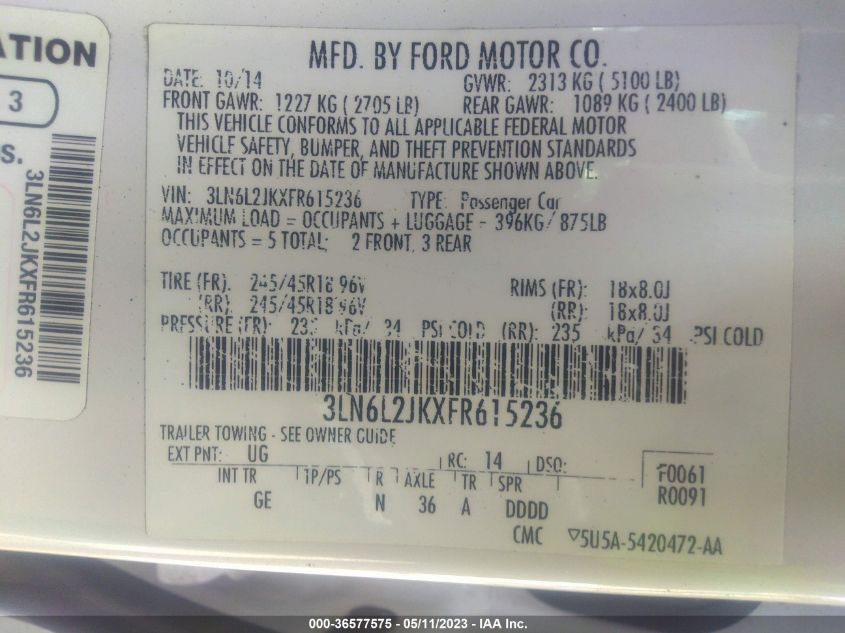 ATION
3
S.
3LN6L2JKXFR615236
MFD. BY FORD MOTOR CO.
DATE: 10/14 GVWR: 2313 KG ( 5100 LB)
FRONT GAWR: 1227 KG ( 2705 LB) REAR GAWR: 1089 KG ( 2400 LB)
THIS VEHICLE CONFORMS TO ALL APPLICABLE FEDERAL MOTOR
VEHICLE SAFETY, BUMPER, AND THEFT PREVENTION STANDARDS
IN EFFECT ON THE DATE OF MANUFACTURE SHOWN ABOVE.
VIN: 3LN6L2JKXFR615236 TYPE: Passenger Car
MAXIMUM LOAD = OCCUPANTS + LUGGAGE = 396KG/ 875LB
OCCUPANTS = 5 TOTAL; 2 FRONT, 3 REAR
TIRE (FR): 245/45R18 96V RIMS (FR): 18x8.0J
(RR): 245/45R18 96V (RR): 18x8.0J
PRESSURE (FR): 235 kPa/ 34 PSI COLD (RR): 235 kPa/ 34 PSI COLD
3LN6L2JKXFR615236
TRAILER TOWING - SEE OWNER GUIDE
EXT PNT: UG RC: 14 DSO: F0061
INT TR TP/PS R AXLE TR SPR R0091
GE N 36 A DDDD
CMC ▽5U5A-5420472-AA
000-36577575 - 05/11/2023 - IAA Inc.